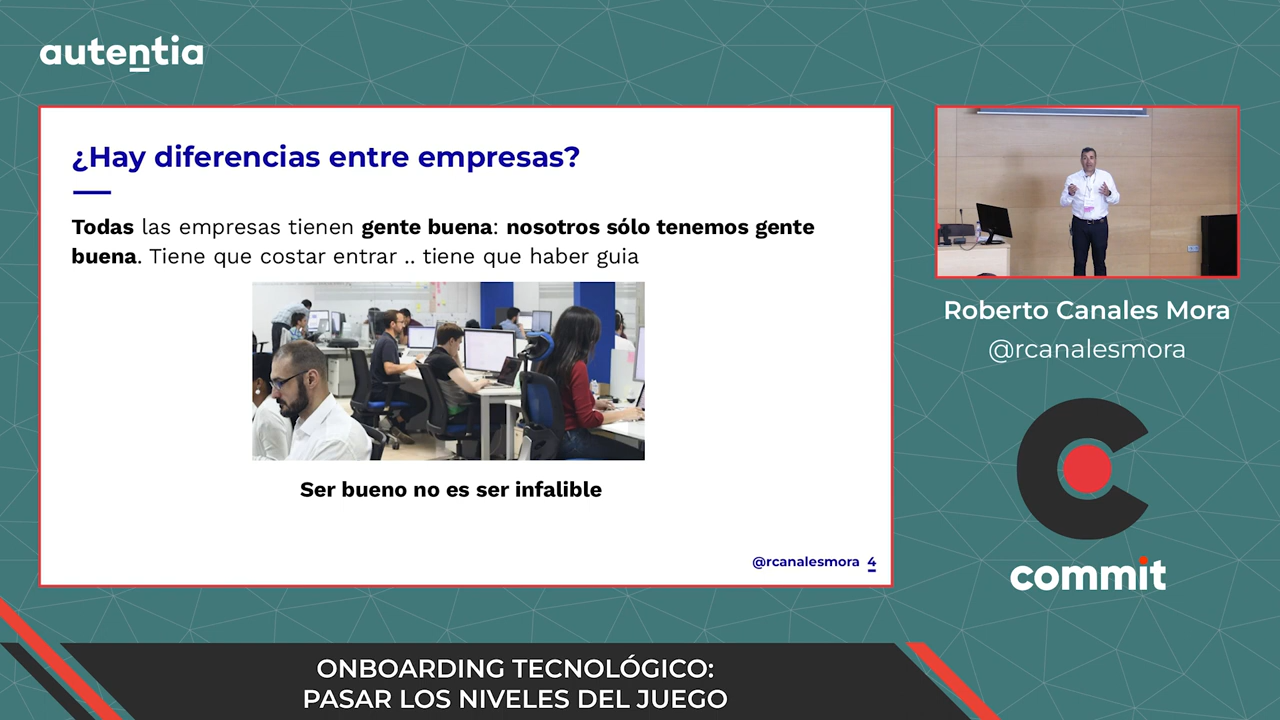 autentia
¿Hay diferencias entre empresas?
Todas las empresas tienen gente buena: nosotros sólo tenemos gente
buena. Tiene que costar entrar .. tiene que haber guia
Ser bueno no es ser infalible
@rcanalesmora 4
Roberto Canales Mora
@rcanalesmora
commit
ONBOARDING TECNOLÓGICO:
PASAR LOS NIVELES DEL JUEGO